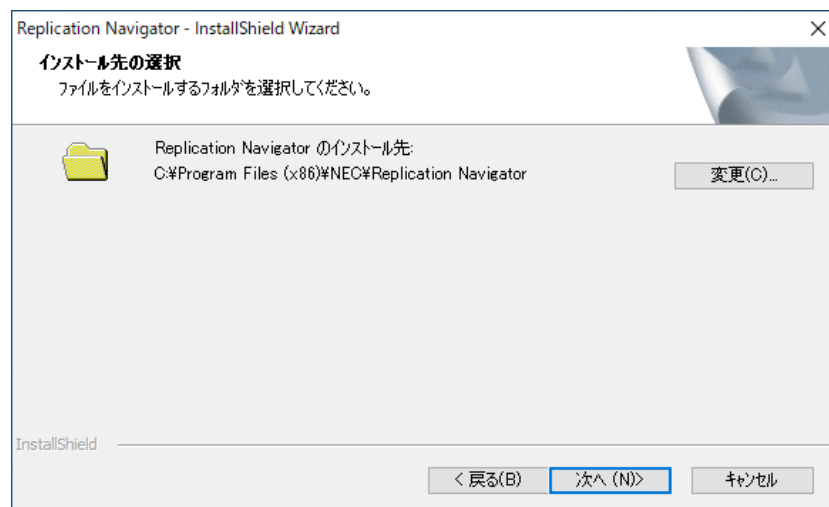 Replication Navigator - InstallShield Wizard
インストール先の選択
ファイルをインストールするフォルダを選択してください。
Replication Navigator のインストール先:
C:¥Program Files (x86)¥NEC¥Replication Navigator
変更(C)...
InstallShield
< 戻る(B)
次へ (N)>
キャンセル